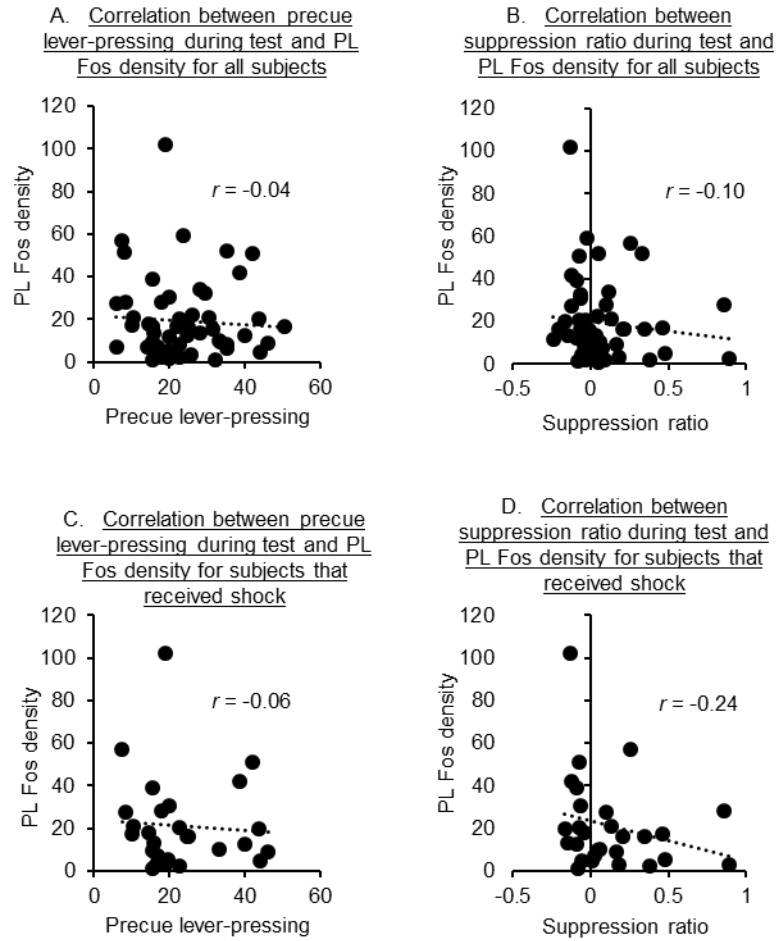 A. Correlation between precue
lever-pressing during test and PL
Fos density for all subjects
120
100
80
60
40
20
0
PL Fos density
r = -0.04
0
20
40
60
Precue lever-pressing
B. Correlation between
suppression ratio during test and
PL Fos density for all subjects
120
100
80
60
40
20
0
PL Fos density
r = -0.10
-0.5
0
0.5
1
Suppression ratio
C. Correlation between precue
lever-pressing during test and PL
Fos density for subjects that
received shock
120
100
80
60
40
20
0
PL Fos density
r = -0.06
0
20
40
60
Precue lever-pressing
D. Correlation between
suppression ratio during test and
PL Fos density for subjects that
received shock
120
100
80
60
40
20
0
PL Fos density
r = -0.24
-0.5
0
0.5
1
Suppression ratio